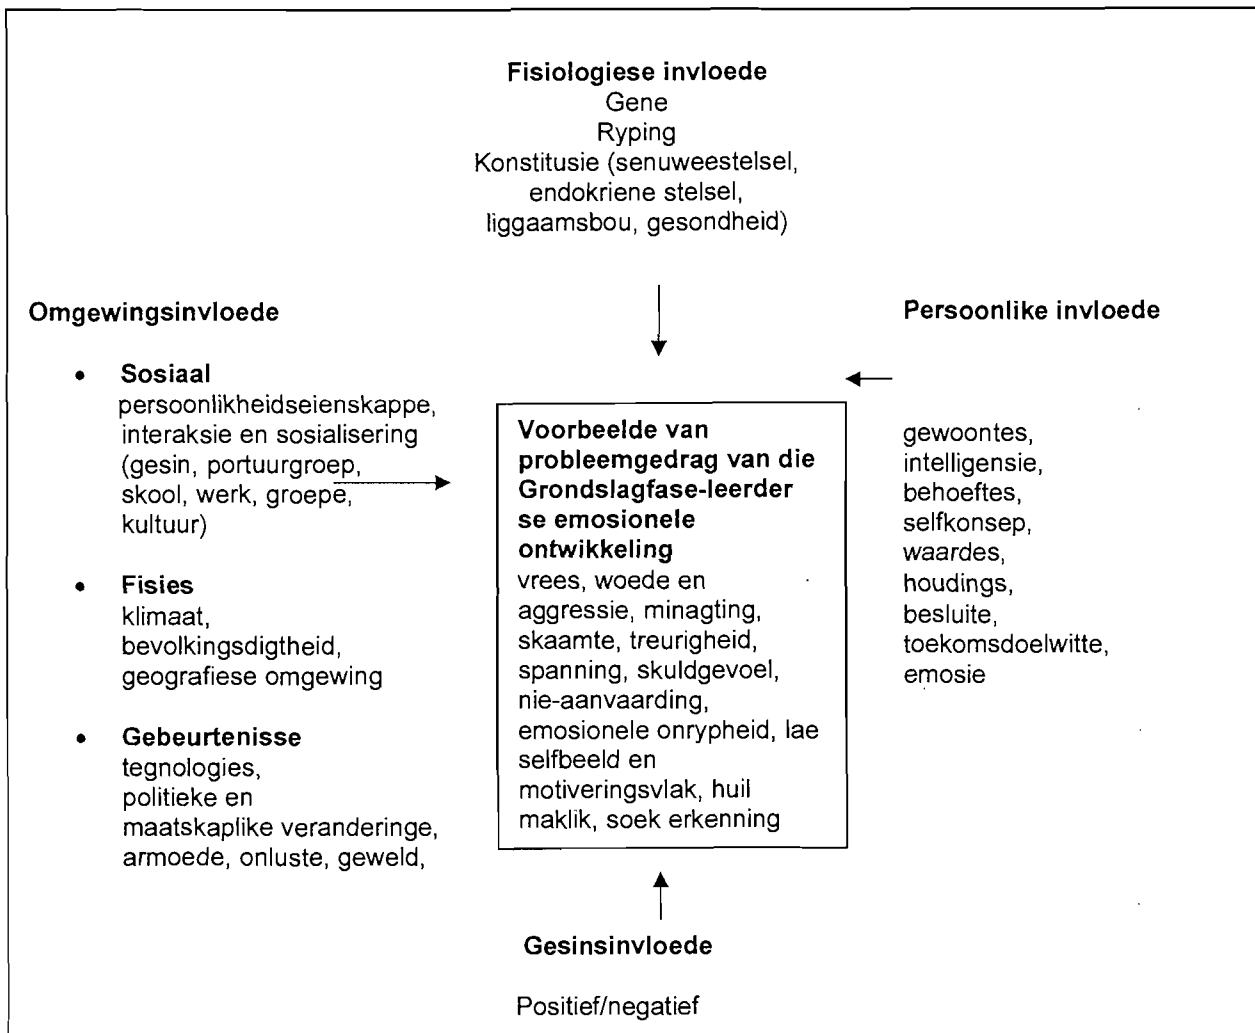 Fisiologiese invloede
Gene
Ryping
Konstitusie (senuweestelsel,
endokriene stelsel,
liggaamsbou, gesondheid)
Omgewingsinvloede
• Sosiaal
persoonlikheidseienskappe,
interaksie en sosialisering
(gesin, portuurgroep,
skool, werk, groepe,
kultuur)
• Fisies
klimaat,
bevolkingsdigtheid,
geografiese omgewing
• Gebeurtenisse
tegnologies,
politieke en
maatskaplike veranderinge,
armoede, onluste, geweld,
Voorbeelde van
probleemgedrag van die
Grondslagfase-leerder
se emosionele
ontwikkeling
vrees, woede en
aggressie, minagting,
skaamte, treurigheid,
spanning, skuldgevoel,
nie-aanvaarding,
emosionele onrypheid, lae
selfbeeld en
motiveringsvlak, huil
maklik, soek erkenning
Persoonlike invloede
gewoontes,
intelligensie,
behoeftes,
selfkonsep,
waardes,
houdings,
besluite,
toekomsdoelwitte,
emosie
Gesinsinvloede
Positief/negatief